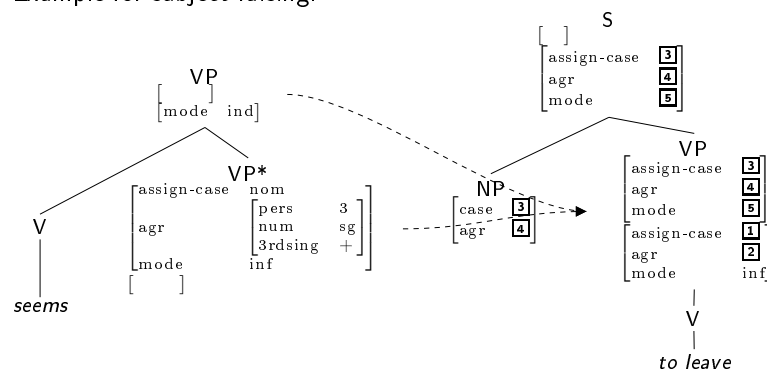 Example for subject raising:
S
[ ]
assign-case 3
agr 4
mode 5
VP
[ ]
mode ind
VP*
assign-case nom
agr
pers 3
num sg
3rdsing +
mode inf
[ ]
V
seems
NP
case 3
agr 4
VP
assign-case 3
agr 4
mode 5
assign-case 1
agr 2
mode inf
V
to leave